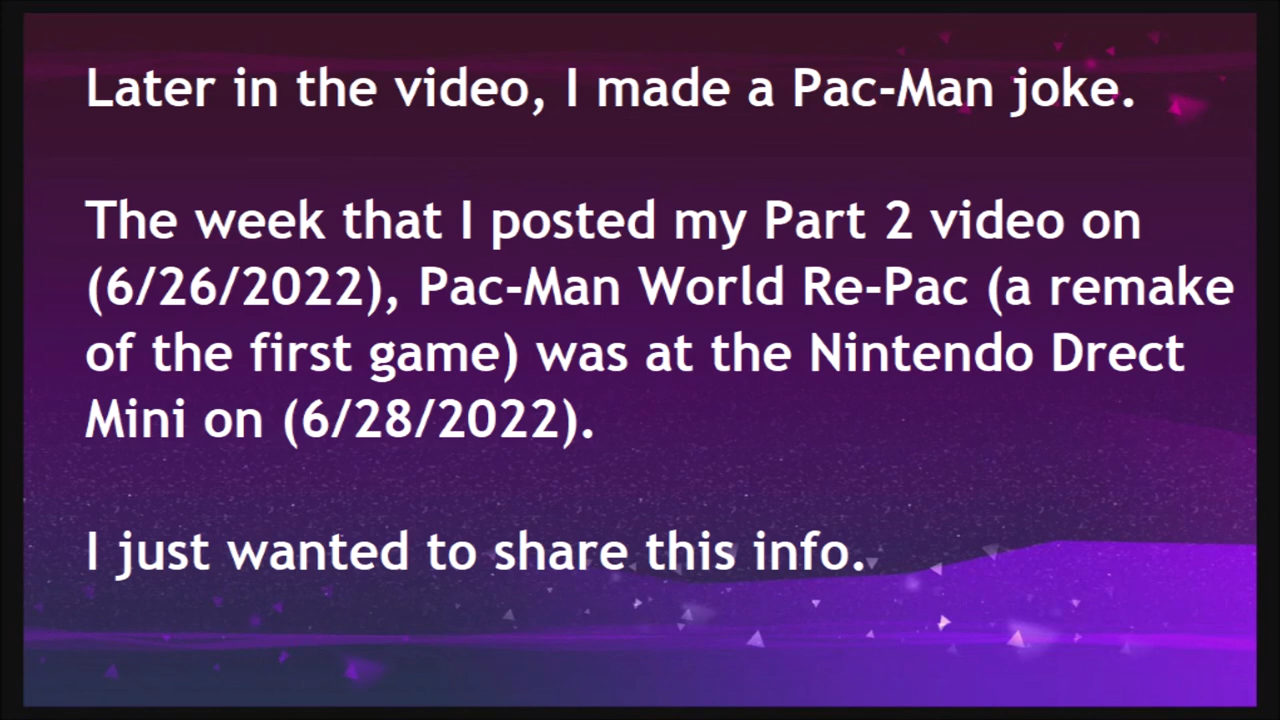 Later in the video, I made a Pac-Man joke.
The week that I posted my Part 2 video on
(6/26/2022), Pac-Man World Re-Pac (a remake
of the first game) was at the Nintendo Drect
Mini on (6/28/2022).
I just wanted to share this info.